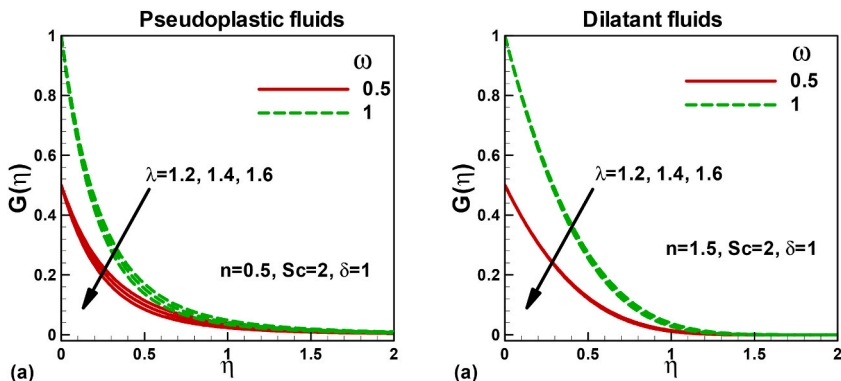 Pseudoplastic fluids
1
ω
0.5
1
0.8
0.6
G(η)
λ=1.2, 1.4, 1.6
0.4
n=0.5, Sc=2, δ=1
0.2
0
0 0.5 1 1.5 2
(a) η
Dilatant fluids
1
ω
0.5
1
0.8
0.6
G(η)
λ=1.2, 1.4, 1.6
0.4
n=1.5, Sc=2, δ=1
0.2
0
0 0.5 1 1.5 2
(a) η